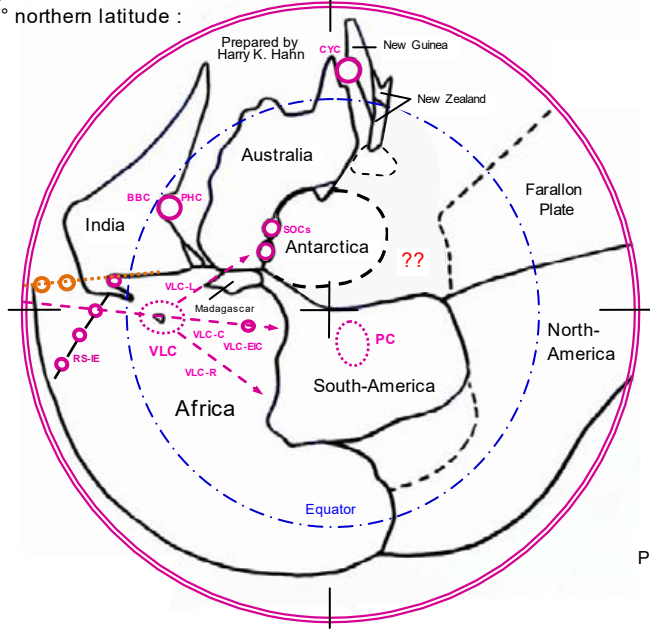 ° northern latitude :
Prepared by
Harry K. Hahn
CYC
New Guinea
New Zealand
Australia
Farallon
Plate
BBC
PHC
India
SOCs
Antarctica
??
VLC-L
Madagascar
VLC-C
VLC-EIC
VLC
PC
North-
America
RS-IE
VLC-R
South-America
Africa
Equator
P